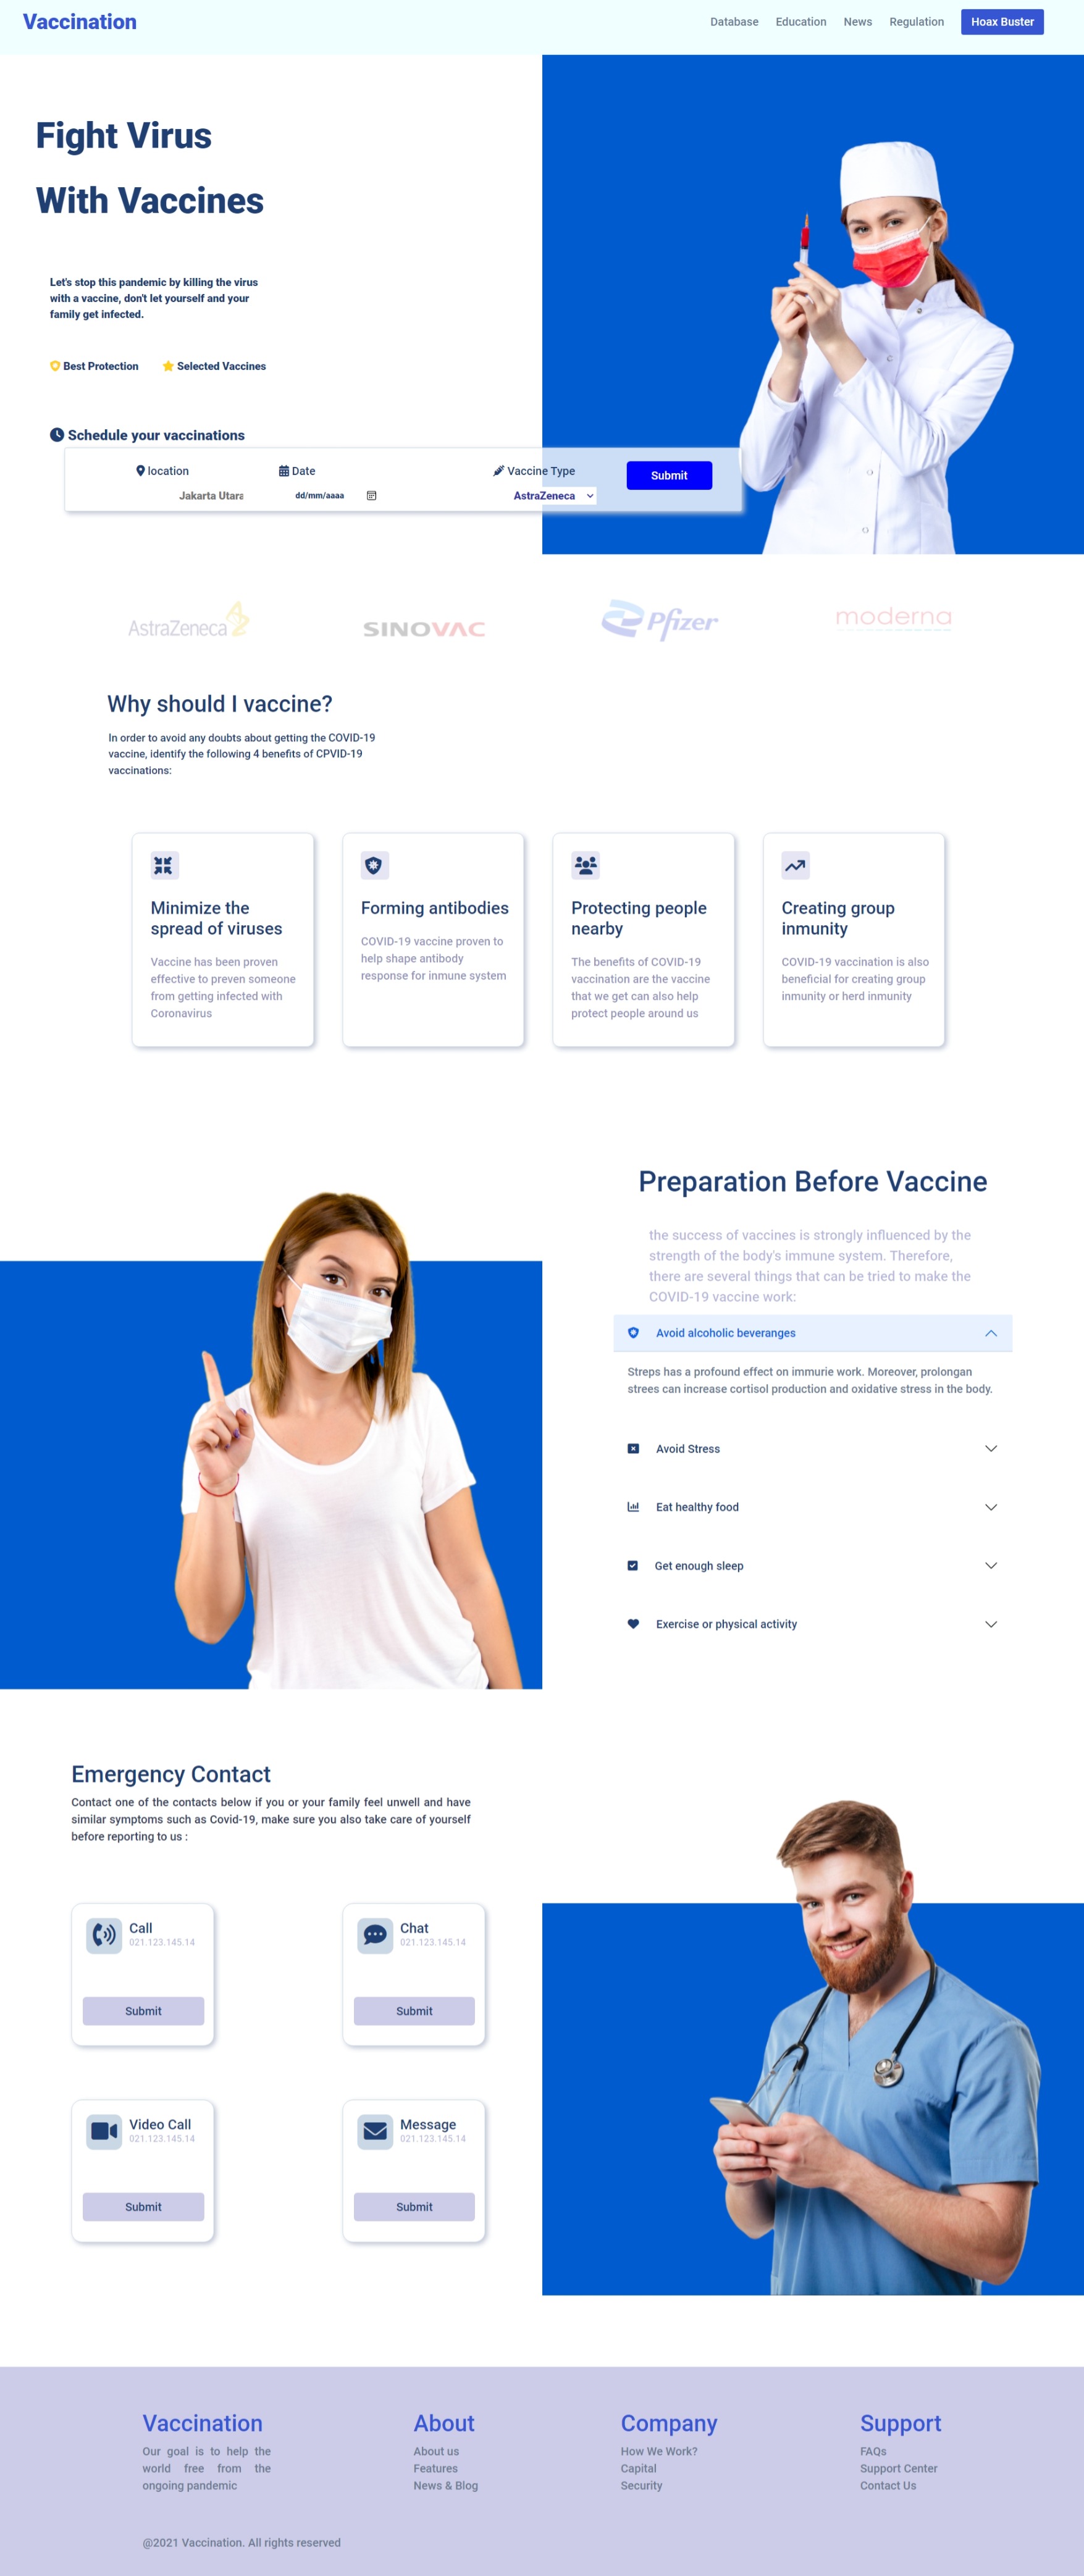 Vaccination
Database Education News Regulation Hoax Buster
Fight Virus
With Vaccines
Let's stop this pandemic by killing the virus
with a vaccine, don't let yourself and your
family get infected.
Best Protection Selected Vaccines
Schedule your vaccinations
location Date Vaccine Type Submit
Jakarta Utara dd/mm/aaaa AstraZeneca
AstraZeneca SINOVAC Pfizer moderna
Why should I vaccine?
In order to avoid any doubts about getting the COVID-19
vaccine, identify the following 4 benefits of CPVID-19
vaccinations:
Minimize the
spread of viruses
Vaccine has been proven
effective to preven someone
from getting infected with
Coronavirus
Forming antibodies
COVID-19 vaccine proven to
help shape antibody
response for inmune system
Protecting people
nearby
The benefits of COVID-19
vaccination are the vaccine
that we get can also help
protect people around us
Creating group
inmunity
COVID-19 vaccination is also
beneficial for creating group
inmunity or herd inmunity
Preparation Before Vaccine
the success of vaccines is strongly influenced by the
strength of the body's immune system. Therefore,
there are several things that can be tried to make the
COVID-19 vaccine work:
Avoid alcoholic beveranges
Streps has a profound effect on immurie work. Moreover, prolongan
strees can increase cortisol production and oxidative stress in the body.
Avoid Stress
Eat healthy food
Get enough sleep
Exercise or physical activity
Emergency Contact
Contact one of the contacts below if you or your family feel unwell and have
similar symptoms such as Covid-19, make sure you also take care of yourself
before reporting to us :
Call
021.123.145.14
Submit
Chat
021.123.145.14
Submit
Video Call
021.123.145.14
Submit
Message
021.123.145.14
Submit
Vaccination
Our goal is to help the
world free from the
ongoing pandemic
About
About us
Features
News & Blog
Company
How We Work?
Capital
Security
Support
FAQs
Support Center
Contact Us
@2021 Vaccination. All rights reserved